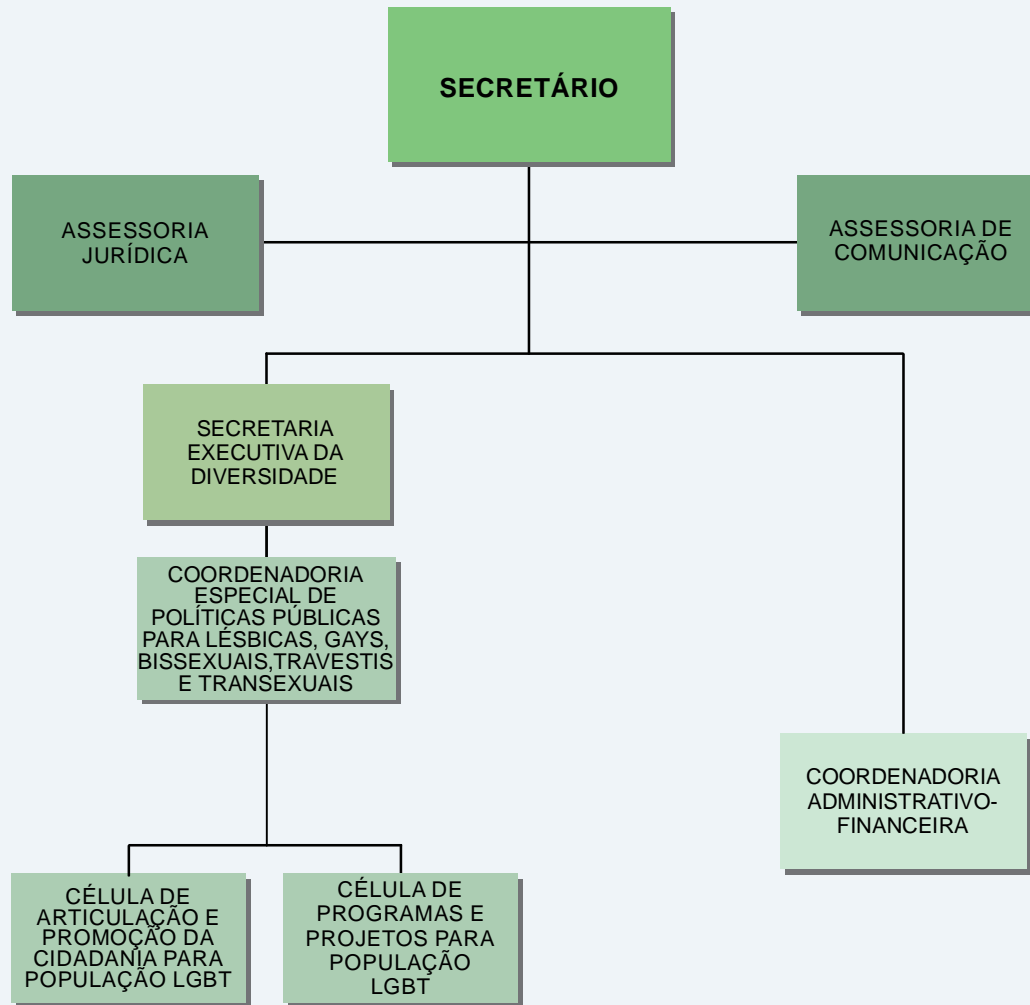 SECRETÁRIO
ASSESSORIA
JURÍDICA
ASSESSORIA DE
COMUNICAÇÃO
SECRETARIA
EXECUTIVA DA
DIVERSIDADE
COORDENADORIA
ESPECIAL DE
POLÍTICAS PÚBLICAS
PARA LÉSBICAS, GAYS,
BISSEXUAIS,TRAVESTIS
E TRANSEXUAIS
COORDENADORIA
ADMINISTRATIVO-
FINANCEIRA
CÉLULA DE
ARTICULAÇÃO E
PROMOÇÃO DA
CIDADANIA PARA
POPULAÇÃO LGBT
CÉLULA DE
PROGRAMAS E
PROJETOS PARA
POPULAÇÃO
LGBT